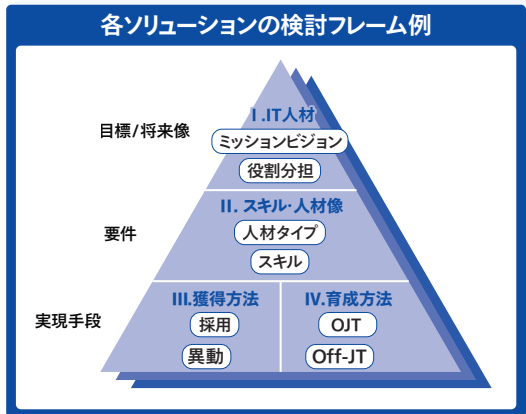 各ソリューションの検討フレーム例
目標/将来像
I.IT人材
ミッションビジョン
役割分担
要件
II. スキル・人材像
人材タイプ
スキル
実現手段
III.獲得方法
採用
異動
IV.育成方法
OJT
Off-JT